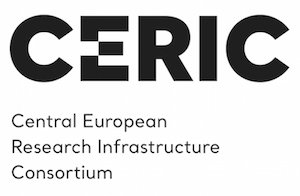 CERIC
Central European
Research Infrastructure
Consortium